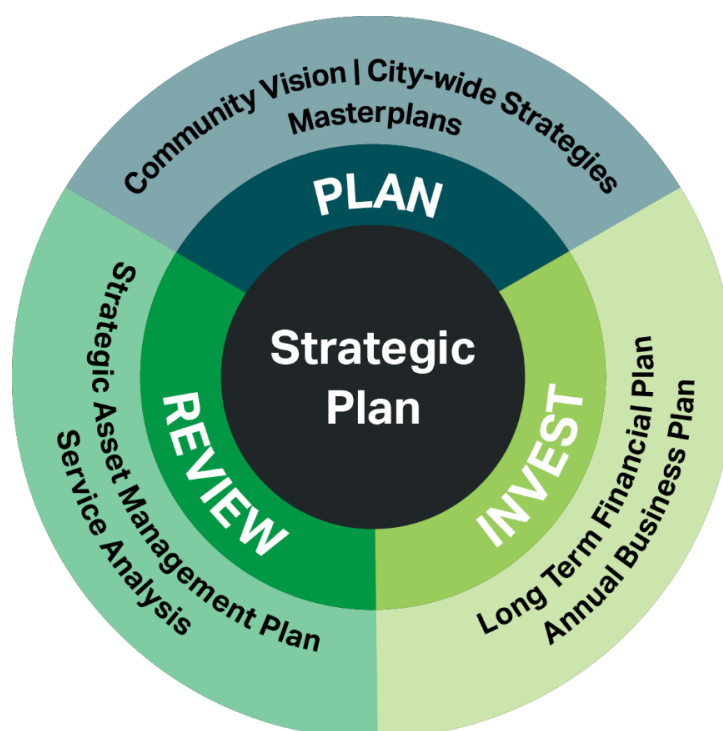 Community Vision | City-wide Strategies
Masterplans
PLAN
Strategic
Plan
INVEST
Long Term Financial Plan
Annual Business Plan
REVIEW
Strategic Asset Management Plan
Service Analysis